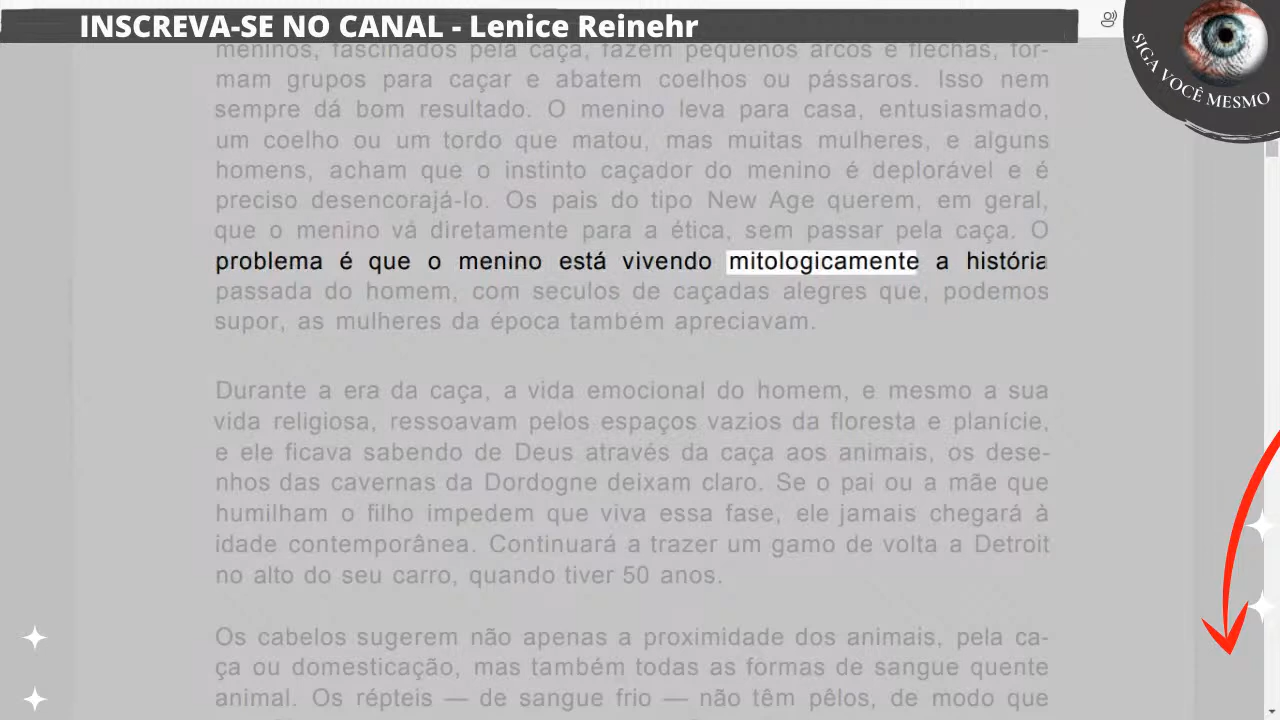 INSCREVA-SE NO CANAL - Lenice Reinehr
SIGA VOCÊ MESMO
meninos, fascinados pela caça, fazem pequenos arcos e flechas, for-
mam grupos para caçar e abatem coelhos ou pássaros. Isso nem
sempre dá bom resultado. O menino leva para casa, entusiasmado,
um coelho ou um tordo que matou, mas muitas mulheres, e alguns
homens, acham que o instinto caçador do menino é deplorável e é
preciso desencorajá-lo. Os pais do tipo New Age querem, em geral,
que o menino vá diretamente para a ética, sem passar pela caça. O
problema é que o menino está vivendo mitologicamente a história
passada do homem, com seculos de caçadas alegres que, podemos
supor, as mulheres da época também apreciavam.
Durante a era da caça, a vida emocional do homem, e mesmo a sua
vida religiosa, ressoavam pelos espaços vazios da floresta e planície,
e ele ficava sabendo de Deus através da caça aos animais, os dese-
nhos das cavernas da Dordogne deixam claro. Se o pai ou a mãe que
humilham o filho impedem que viva essa fase, ele jamais chegará à
idade contemporânea. Continuará a trazer um gamo de volta a Detroit
no alto do seu carro, quando tiver 50 anos.
Os cabelos sugerem não apenas a proximidade dos animais, pela ca-
ça ou domesticação, mas também todas as formas de sangue quente
animal. Os répteis — de sangue frio — não têm pêlos, de modo que